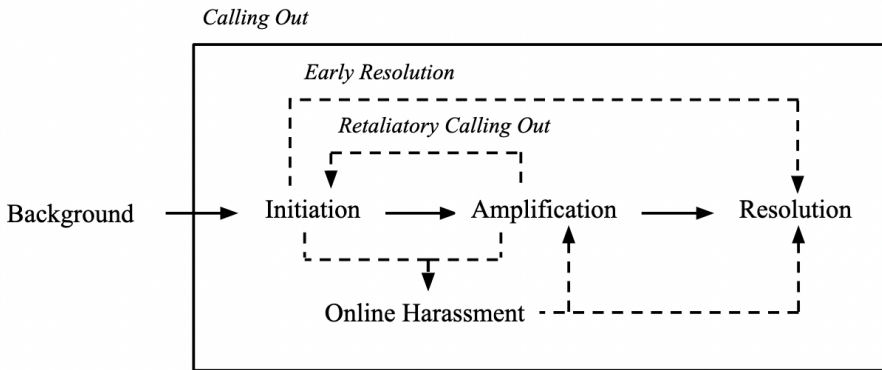 Calling Out
Early Resolution
Retaliatory Calling Out
Background Initiation Amplification Resolution
Online Harassment